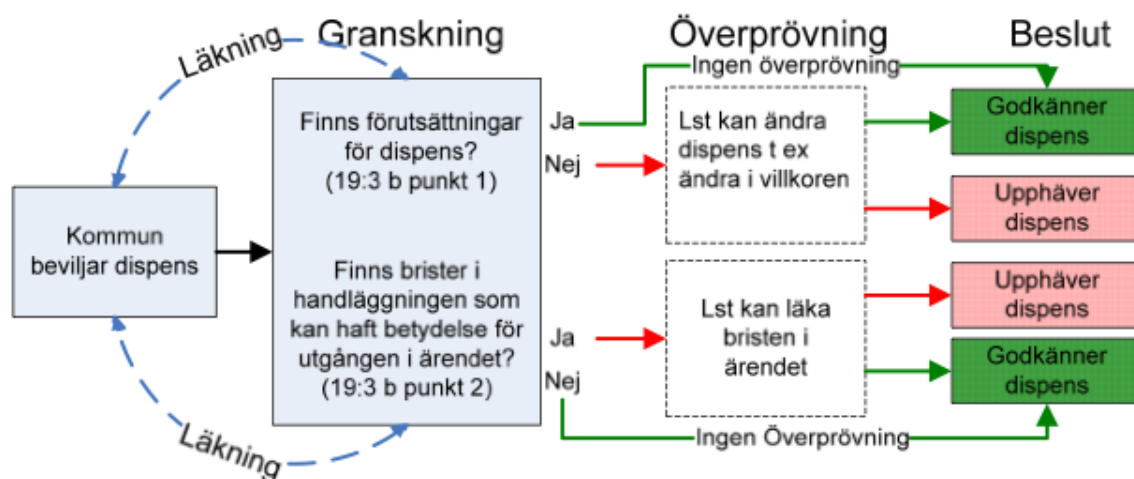 Läkning
Granskning
Överprövning
Beslut
Ingen överprövning
Kommun
beviljar dispens
Finns förutsättningar
för dispens?
(19:3 b punkt 1)
Ja
Nej
Lst kan ändra
dispens t ex
ändra i villkoren
Godkänner
dispens
Upphäver
dispens
Finns brister i
handläggningen som
kan haft betydelse för
utgången i ärendet?
(19:3 b punkt 2)
Ja
Nej
Lst kan läka
bristen i
ärendet
Upphäver
dispens
Godkänner
dispens
Läkning
Ingen Överprövning